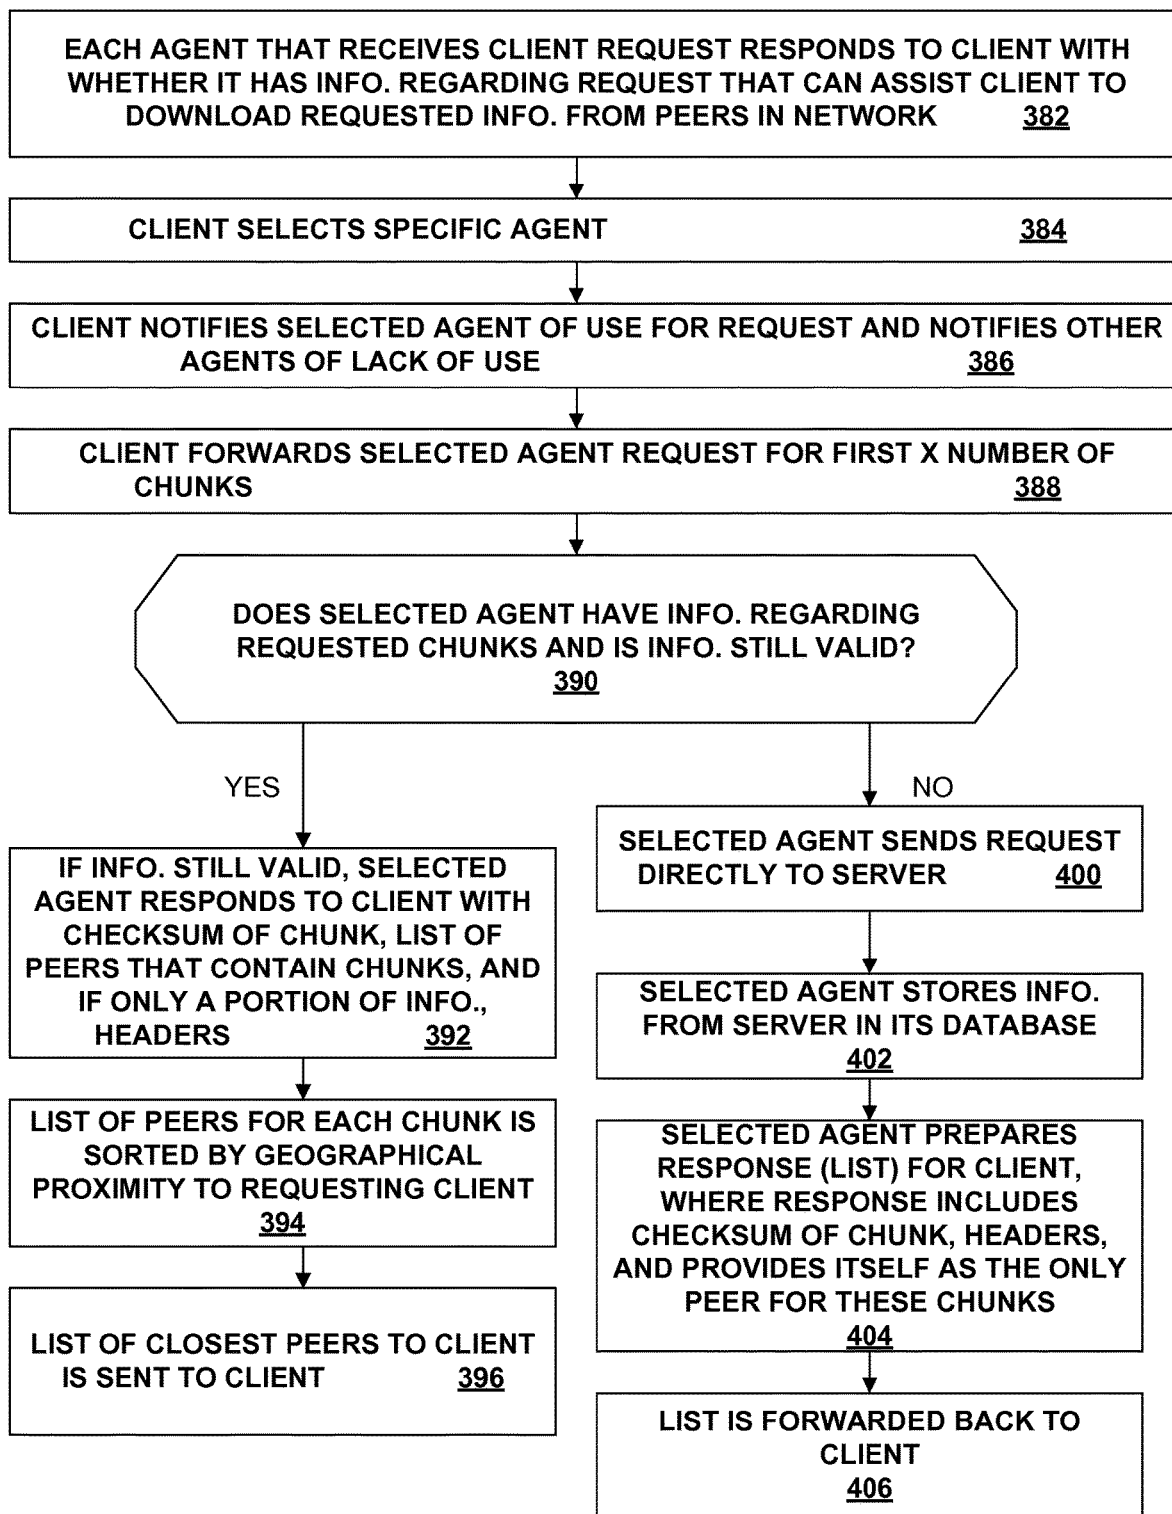 EACH AGENT THAT RECEIVES CLIENT REQUEST RESPONDS TO CLIENT WITH
WHETHER IT HAS INFO. REGARDING REQUEST THAT CAN ASSIST CLIENT TO
DOWNLOAD REQUESTED INFO. FROM PEERS IN NETWORK 382
CLIENT SELECTS SPECIFIC AGENT 384
CLIENT NOTIFIES SELECTED AGENT OF USE FOR REQUEST AND NOTIFIES OTHER
AGENTS OF LACK OF USE 386
CLIENT FORWARDS SELECTED AGENT REQUEST FOR FIRST X NUMBER OF
CHUNKS 388
DOES SELECTED AGENT HAVE INFO. REGARDING
REQUESTED CHUNKS AND IS INFO. STILL VALID?
390
YES
IF INFO. STILL VALID, SELECTED
AGENT RESPONDS TO CLIENT WITH
CHECKSUM OF CHUNK, LIST OF
PEERS THAT CONTAIN CHUNKS, AND
IF ONLY A PORTION OF INFO.,
HEADERS 392
LIST OF PEERS FOR EACH CHUNK IS
SORTED BY GEOGRAPHICAL
PROXIMITY TO REQUESTING CLIENT
394
LIST OF CLOSEST PEERS TO CLIENT
IS SENT TO CLIENT 396
NO
SELECTED AGENT SENDS REQUEST
DIRECTLY TO SERVER 400
SELECTED AGENT STORES INFO.
FROM SERVER IN ITS DATABASE
402
SELECTED AGENT PREPARES
RESPONSE (LIST) FOR CLIENT,
WHERE RESPONSE INCLUDES
CHECKSUM OF CHUNK, HEADERS,
AND PROVIDES ITSELF AS THE ONLY
PEER FOR THESE CHUNKS
404
LIST IS FORWARDED BACK TO
CLIENT
406